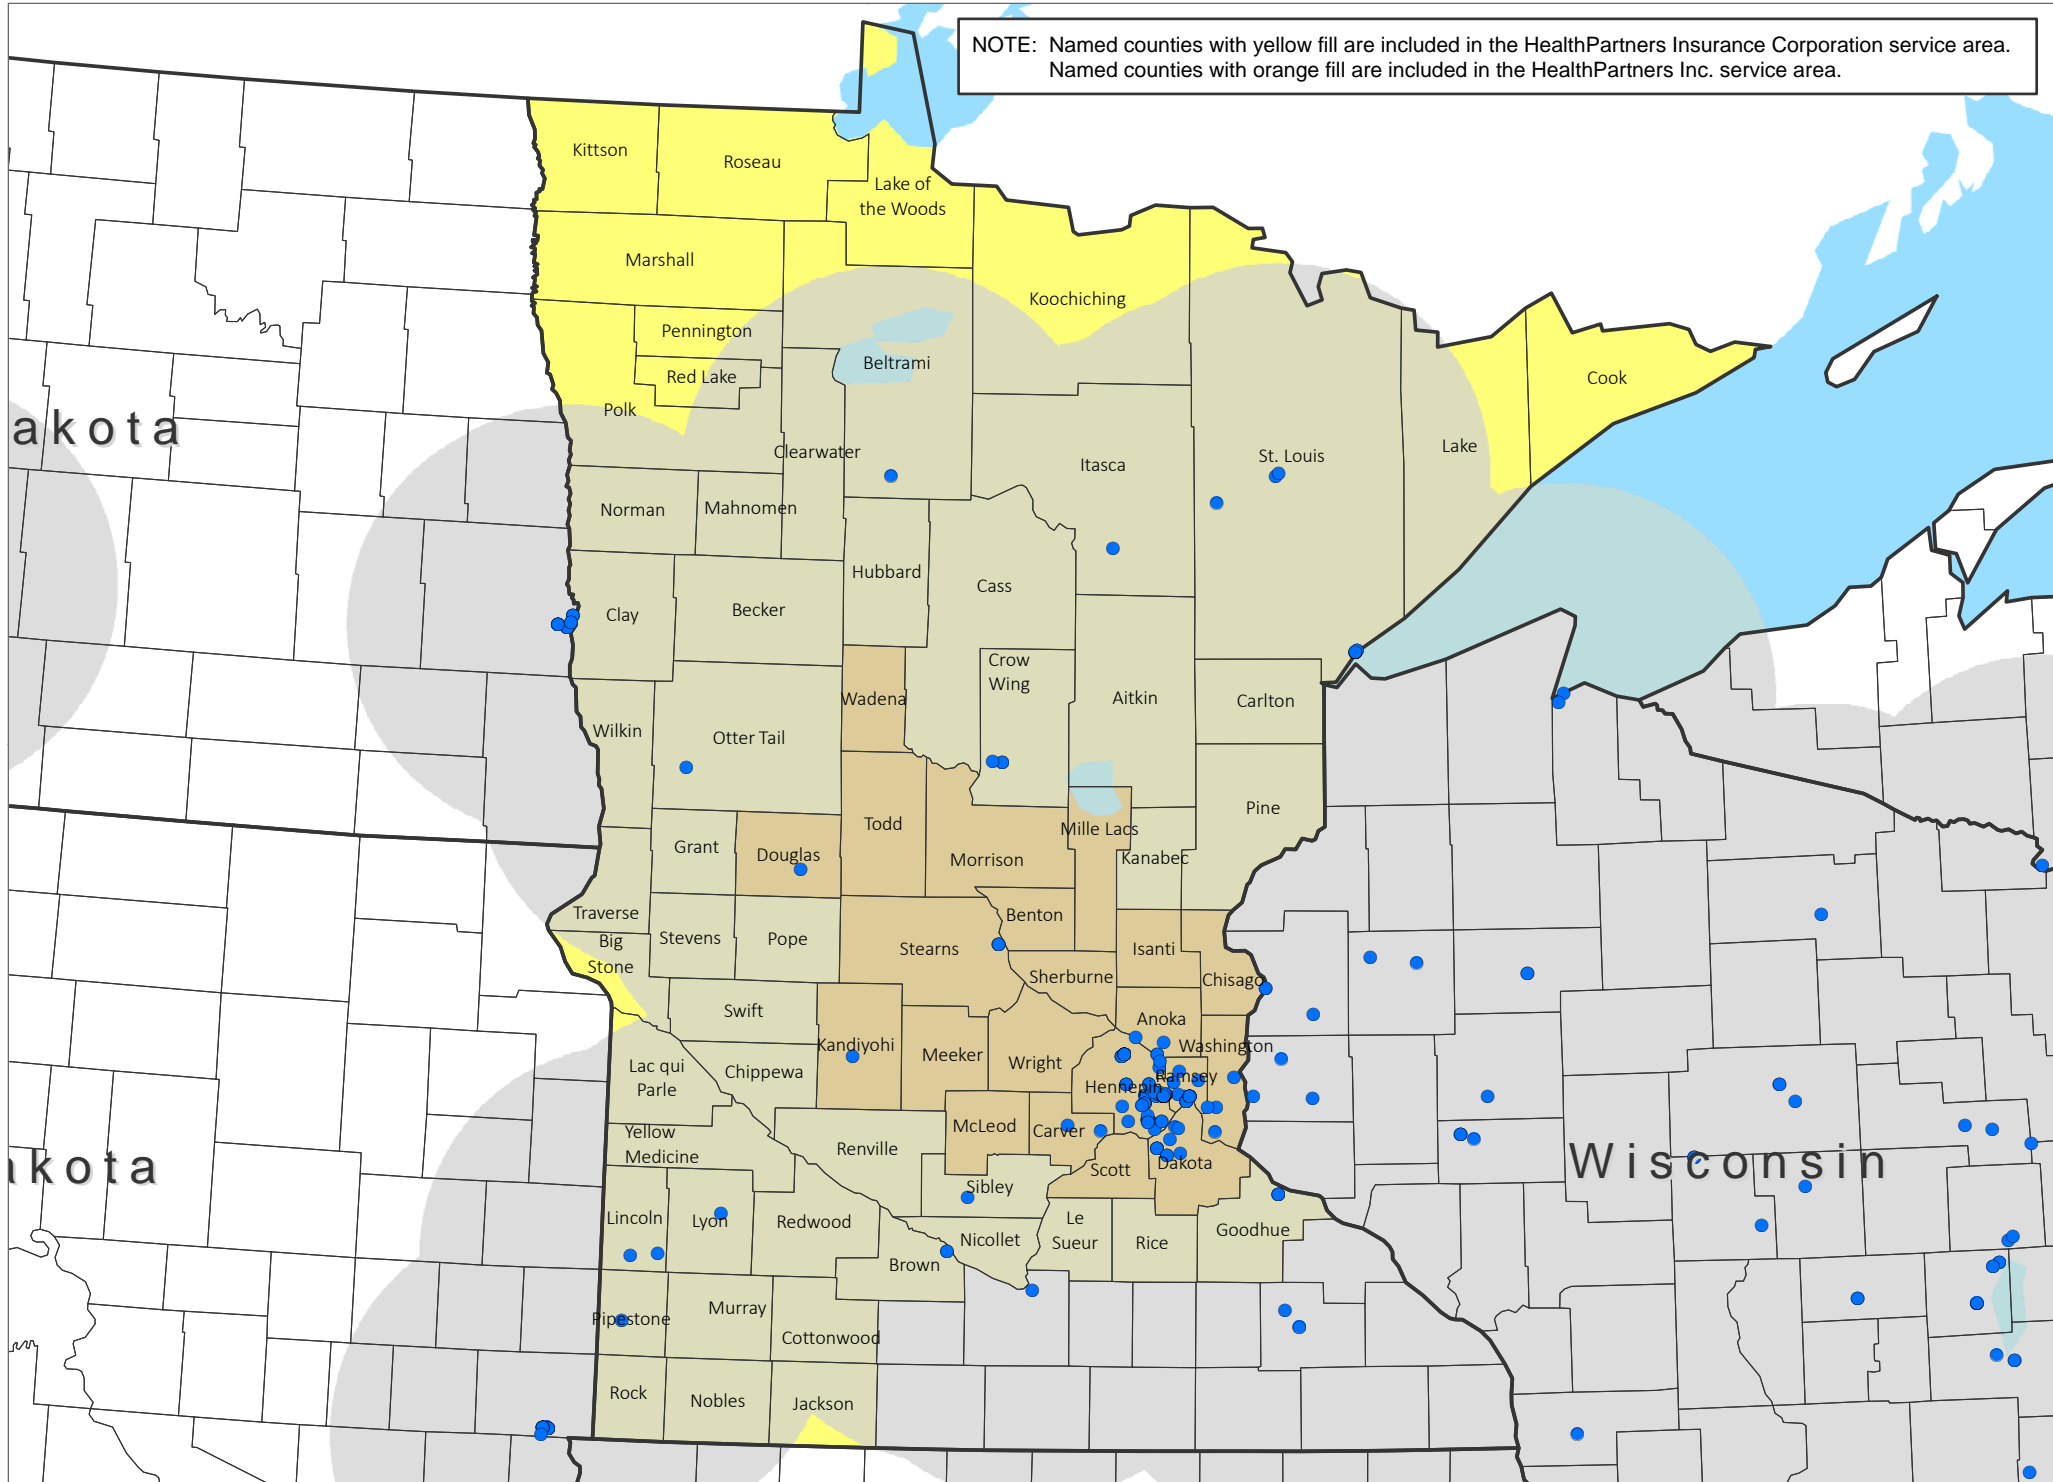 NOTE: Named counties with yellow fill are included in the HealthPartners Insurance Corporation service area.
Named counties with orange fill are included in the HealthPartners Inc. service area.
Kittson
Roseau
Lake of
the Woods
Marshall
Koochiching
Pennington
Beltrami
Red Lake
Cook
Polk
akota
Clearwater
Itasca
St. Louis
Lake
Norman
Mahnomen
Hubbard
Cass
Clay
Becker
Crow
Wing
Wadena
Aitkin
Carlton
Wilkin
Otter Tail
Pine
Todd
Mille Lacs
Grant
Douglas
Morrison
Kanabec
Traverse
Benton
Big
Stone
Stevens
Pope
Stearns
Isanti
Sherburne
Chisago
Swift
Anoka
Kandiyohi
Meeker
Wright
Washington
Lac qui
Parle
Chippewa
Hennepin
Ramsey
McLeod
Carver
Yellow
Medicine
Renville
Scott
Dakota
akota
Wisconsin
Sibley
Lincoln
Lyon
Redwood
Nicollet
Le
Sueur
Rice
Goodhue
Brown
Pipestone
Murray
Cottonwood
Rock
Nobles
Jackson